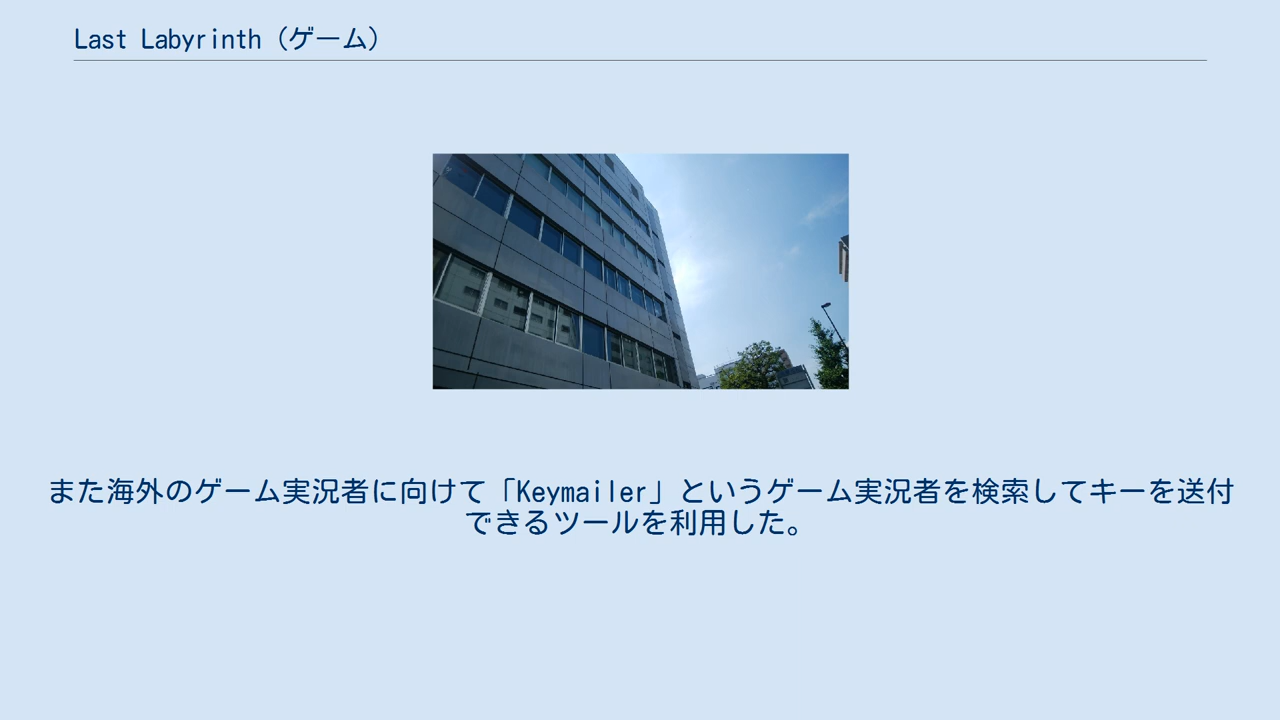 Last Labyrinth（ゲーム）
また海外のゲーム実況者に向けて「Keymailer」というゲーム実況者を検索してキーを送付
できるツールを利用した。